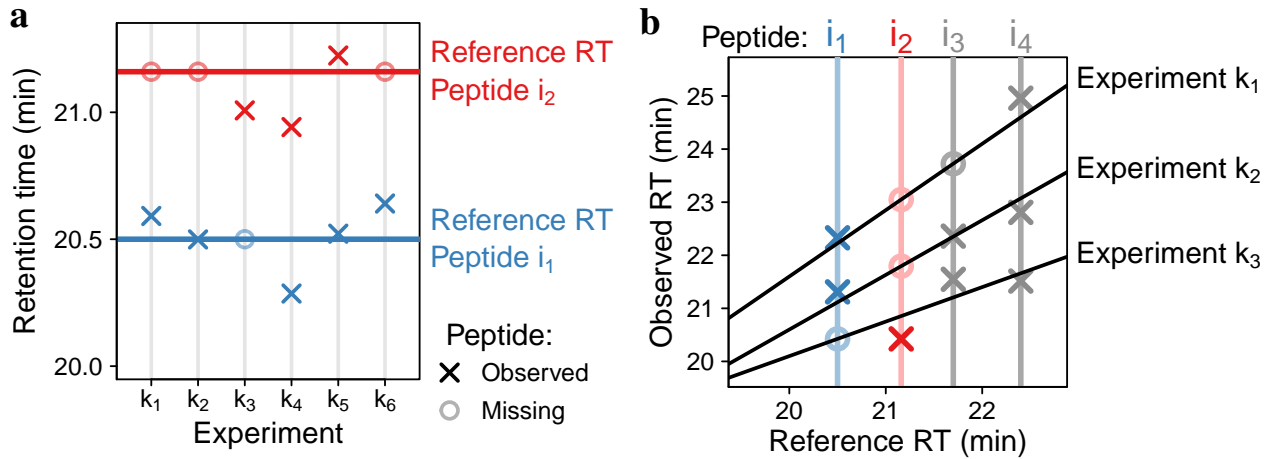 a
Retention time (min)
21.0
20.5
20.0
k1 k2 k3 k4 k5 k6
Experiment
Reference RT
Peptide i2
Reference RT
Peptide i1
Peptide:
Observed
Missing
b
Peptide: i1 i2 i3 i4
Observed RT (min)
25
24
23
22
21
20
20 21 22
Reference RT (min)
Experiment k1
Experiment k2
Experiment k3